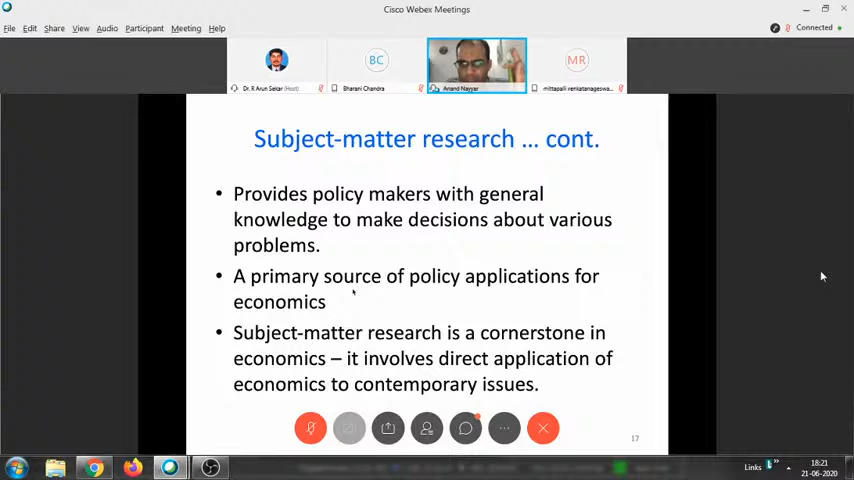 Cisco Webex Meetings
File Edit Share View Audio Participant Meeting Help
Connected
BC
MR
Dr. R Arun Sekar (Host)
Bharani Chandra
Anand Nayyar
mittapalli venkatanageswa...
Subject-matter research … cont.
• Provides policy makers with general
knowledge to make decisions about various
problems.
• A primary source of policy applications for
economics
• Subject-matter research is a cornerstone in
economics – it involves direct application of
economics to contemporary issues.
17
Links
18:21
21-06-2020